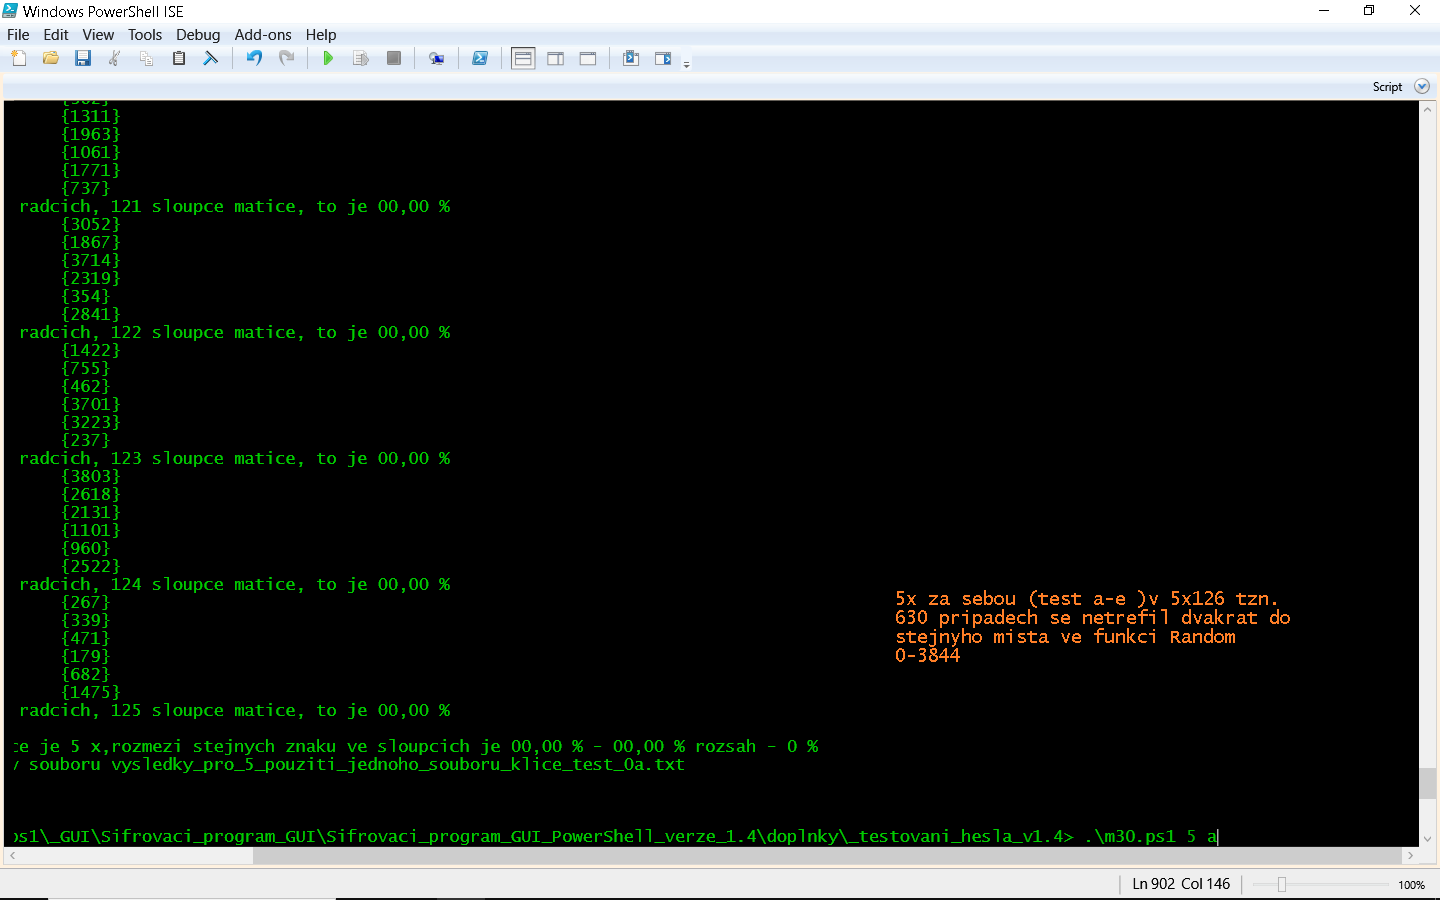 Windows PowerShell ISE
File Edit View Tools Debug Add-ons Help
Script
{1311}
{1963}
{1061}
{1771}
{737}
radcich, 121 sloupce matice, to je 00,00 %
{3052}
{1867}
{3714}
{2319}
{354}
{2841}
radcich, 122 sloupce matice, to je 00,00 %
{1422}
{755}
{462}
{3701}
{3223}
{237}
radcich, 123 sloupce matice, to je 00,00 %
{3803}
{2618}
{2131}
{1101}
{960}
{2522}
radcich, 124 sloupce matice, to je 00,00 %
{267}
{339}
{471}
{179}
{682}
{1475}
radcich, 125 sloupce matice, to je 00,00 %
5x za sebou (test a-e )v 5x126 tzn.
630 pripadech se netrefil dvakrat do
stejnyho mista ve funkci Random
0-3844
ce je 5 x,rozmezi stejnych znaku ve sloupcich je 00,00 % - 00,00 % rozsah - 0 %
souboru vysledky_pro_5_pouziti_jednoho_souboru_klice_test_0a.txt
ps1\_GUI\Sifrovaci_program_GUI\Sifrovaci_program_GUI_PowerShell_verze_1.4\doplnky\_testovani_hesla_v1.4> .\m30.ps1 5 a
Ln 902 Col 146
100%